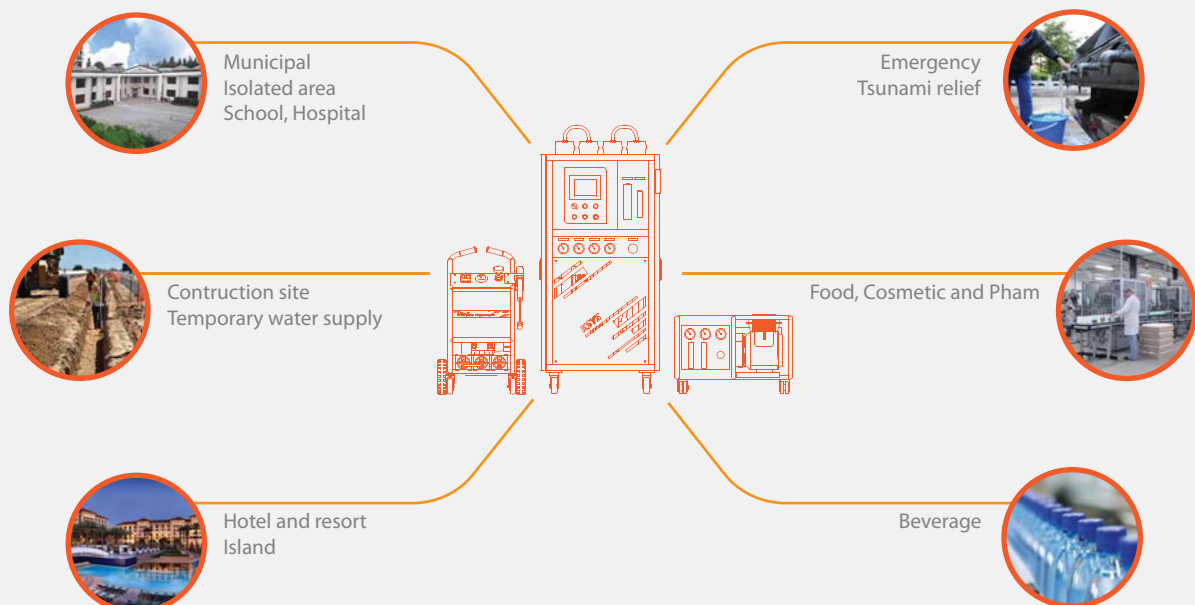 Municipal
Isolated area
School, Hospital
Emergency
Tsunami relief
Contruction site
Temporary water supply
Food, Cosmetic and Pham
Hotel and resort
Island
Beverage